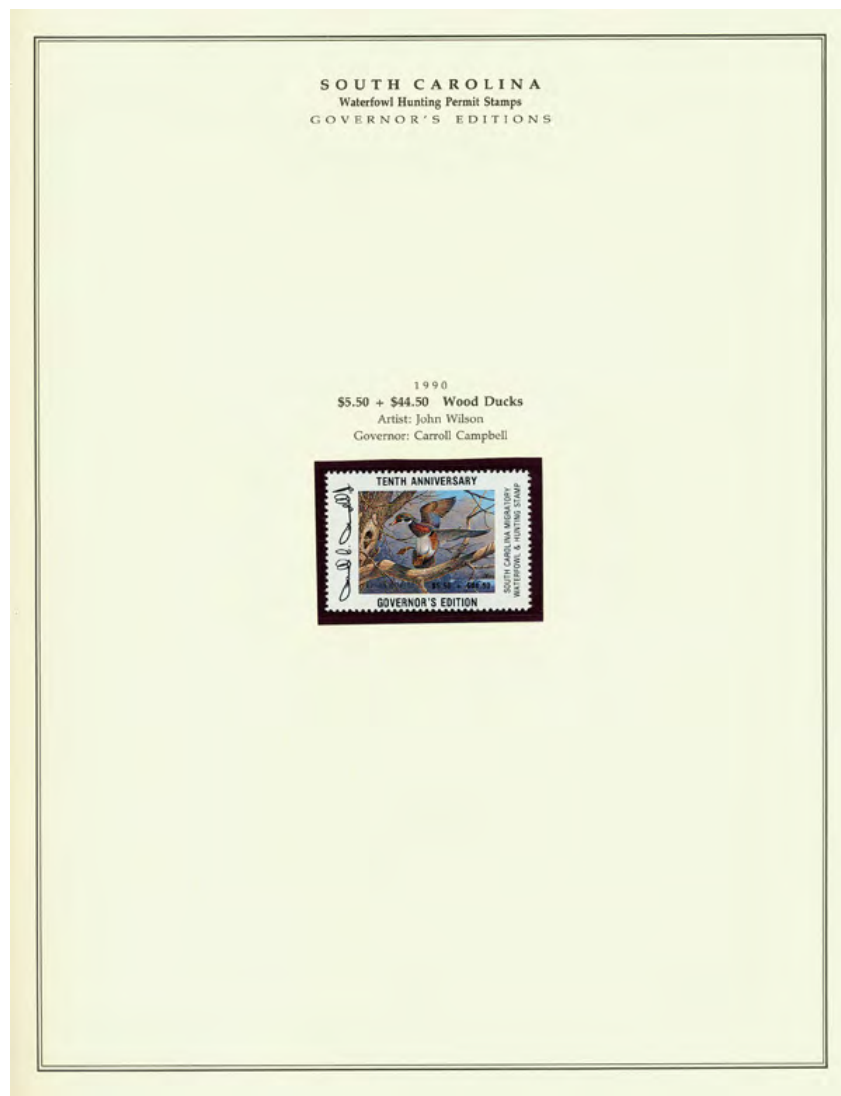 SOUTH CAROLINA
Waterfowl Hunting Permit Stamps
GOVERNOR'S EDITIONS
1990
$5.50 + $44.50 Wood Ducks
Artist: John Wilson
Governor: Carroll Campbell
TENTH ANNIVERSARY
SOUTH CAROLINA MIGRATORY
WATERFOWL & HUNTING STAMP
$5.50 + $44.50
GOVERNOR'S EDITION